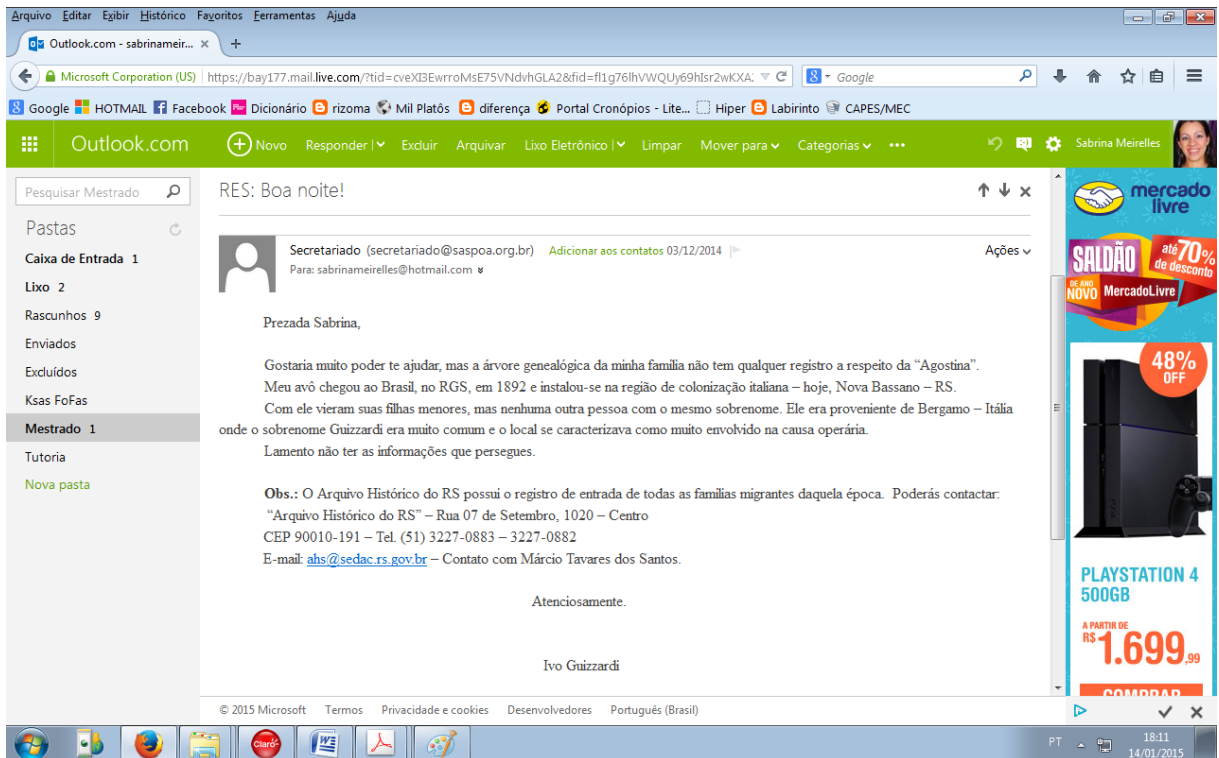 Arquivo Editar Exibir Histórico Favoritos Ferramentas Ajuda
Outlook.com - sabrinameir... × +
Microsoft Corporation (US) https://bay177.mail.live.com/?tid=cveXI3EwrroMsE75VNdvhGLA2&fid=fl1g76lhVWQUy69hIsr2wKXA; Google
Google HOTMAIL Facebook Dicionário rizoma Mil Platôs diferença Portal Cronópios - Lite... Hiper Labirinto CAPES/MEC
Outlook.com Novo Responder Excluir Arquivar Lixo Eletrônico Limpar Mover para Categorias ••• Sabrina Meirelles
Pesquisar Mestrado
Pastas
Caixa de Entrada 1
Lixo 2
Rascunhos 9
Enviados
Excluídos
Ksas FoFas
Mestrado 1
Tutoria
Nova pasta
RES: Boa noite!
Secretariado (secretariado@saspoa.org.br) Adicionar aos contatos 03/12/2014 Ações
Para: sabrinameirelles@hotmail.com
Prezada Sabrina,
Gostaria muito poder te ajudar, mas a árvore genealógica da minha família não tem qualquer registro a respeito da “Agostina”.
Meu avô chegou ao Brasil, no RGS, em 1892 e instalou-se na região de colonização italiana – hoje, Nova Bassano – RS.
Com ele vieram suas filhas menores, mas nenhuma outra pessoa com o mesmo sobrenome. Ele era proveniente de Bergamo – Itália
onde o sobrenome Guizzardi era muito comum e o local se caracterizava como muito envolvido na causa operária.
Lamento não ter as informações que persegues.
Obs.: O Arquivo Histórico do RS possui o registro de entrada de todas as famílias migrantes daquela época. Poderás contactar:
“Arquivo Histórico do RS” – Rua 07 de Setembro, 1020 – Centro
CEP 90010-191 – Tel. (51) 3227-0883 – 3227-0882
E-mail: ahs@sedac.rs.gov.br – Contato com Márcio Tavares dos Santos.
Atenciosamente.
Ivo Guizzardi
© 2015 Microsoft Termos Privacidade e cookies Desenvolvedores Português (Brasil)
mercado
livre
SALDÃO
DE ANO
NOVO MercadoLivre
até 70%
de desconto
48%
OFF
PLAYSTATION 4
500GB
A PARTIR DE
R$ 1.699,99
COMPRAR
Claro
PT 18:11
14/01/2015